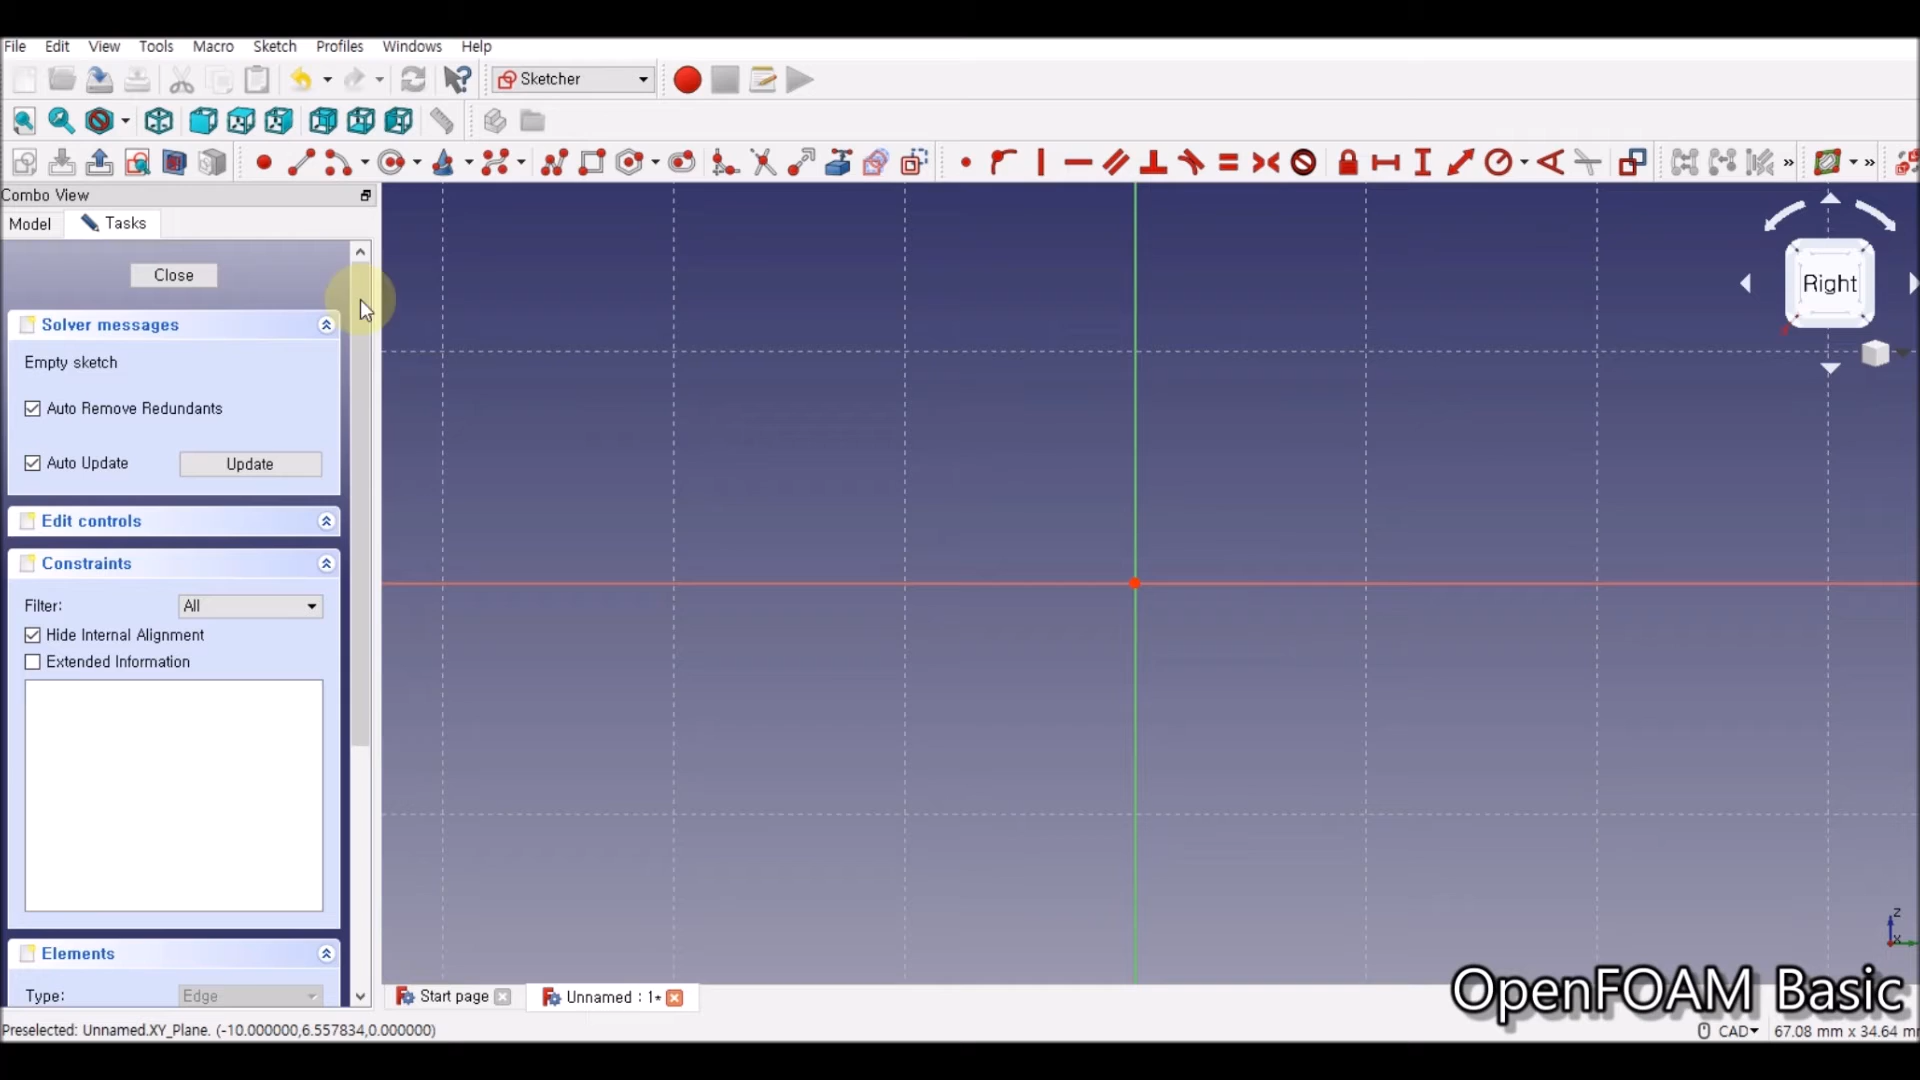 File Edit View Tools Macro Sketch Profiles Windows Help
Sketcher
Combo View
Model Tasks
Close
Right
Solver messages
Empty sketch
Auto Remove Redundants
Auto Update Update
Edit controls
Constraints
Filter: All
Hide Internal Alignment
Extended Information
Elements
Type: Edge
z
x
Start page Unnamed : 1*
OpenFOAM Basic
Preselected: Unnamed.XY_Plane. (-10.000000,6.557834,0.000000)
CAD 67.08 mm x 34.64 m